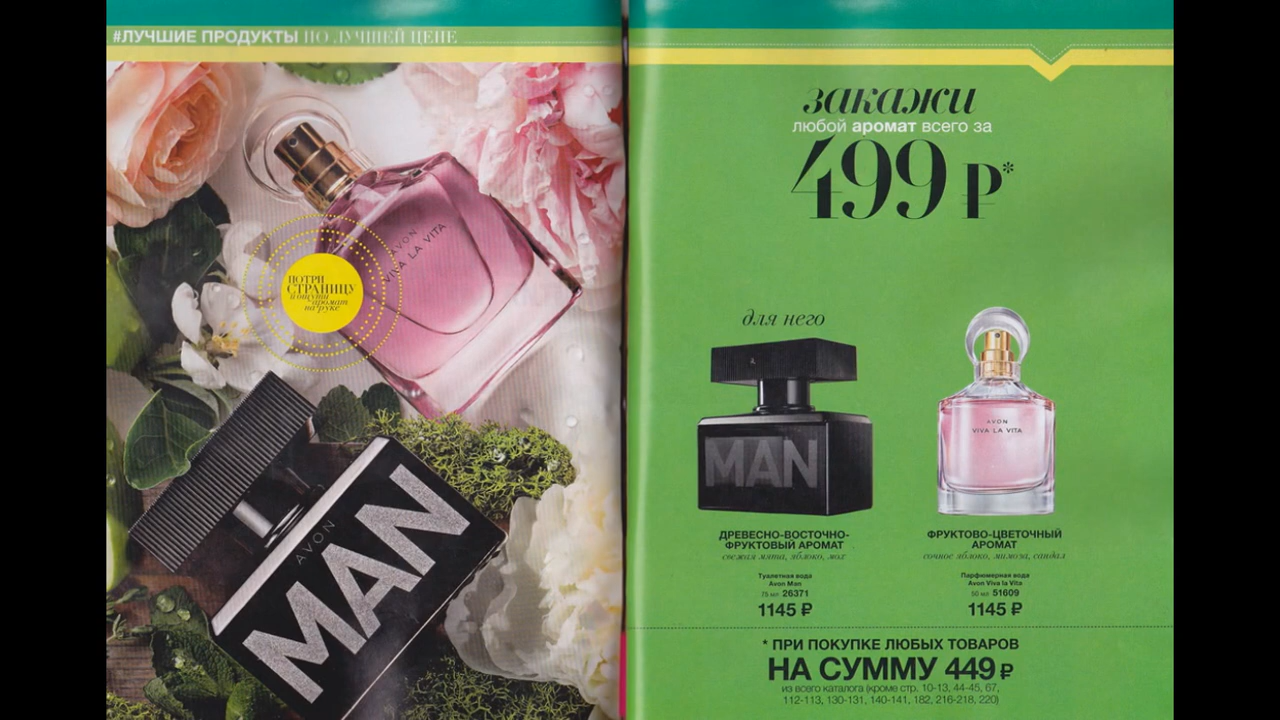 #ЛУЧШИЕ ПРОДУКТЫ ПО ЛУЧШЕЙ ЦЕНЕ
AVON
VIVA LA VITA
ПОТРИ
СТРАНИЦУ
и ощути
аромат
на руке
AVON
MAN
закажи
любой аромат всего за
499 ₽*
для него
MAN
AVON
VIVA LA VITA
ДРЕВЕСНО-ВОСТОЧНО-
ФРУКТОВЫЙ АРОМАТ
свежая мята, яблоко, мох
Туалетная вода
Avon Man
75 мл 26371
1145 ₽
ФРУКТОВО-ЦВЕТОЧНЫЙ
АРОМАТ
сочное яблоко, мимоза, сандал
Парфюмерная вода
Avon Viva la Vita
50 мл 51609
1145 ₽
* ПРИ ПОКУПКЕ ЛЮБЫХ ТОВАРОВ
НА СУММУ 449 ₽
из всего каталога (кроме стр. 10-13, 44-45, 67,
112-113, 130-131, 140-141, 182, 216-218, 220)